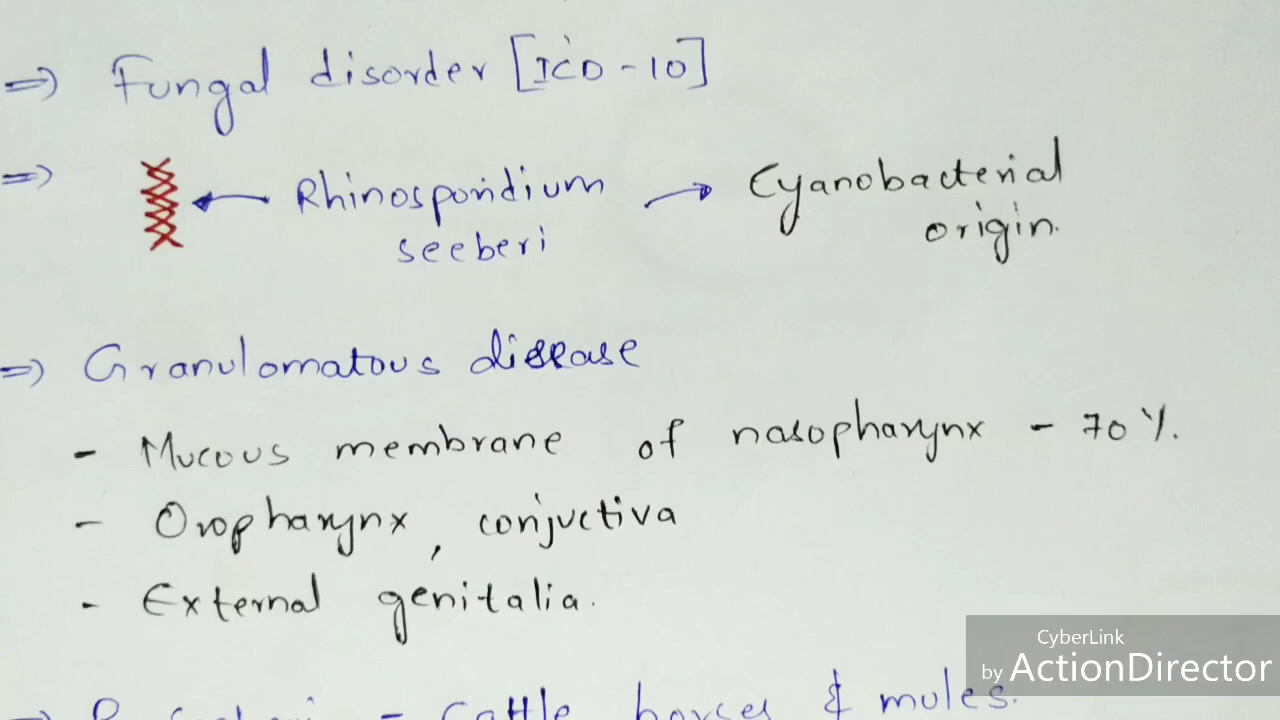 ⇒ Fungal disorder [ICD-10]
⇒ ← Rhinosporidium → Cyanobacterial
seeberi origin.
⇒ Granulomatous disease
- Mucous membrane of nasopharynx - 70%.
- Oropharynx, conjuctiva
- External genitalia.
- Cattle horses & mules.
CyberLink
by ActionDirector